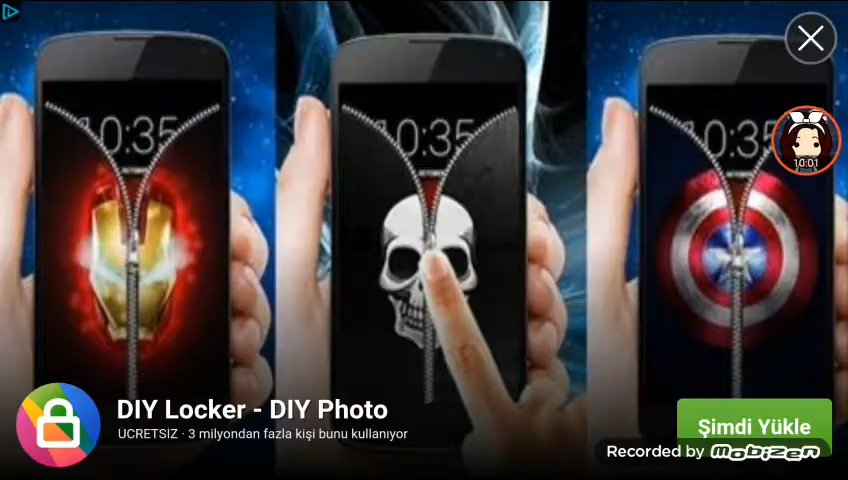 10:35
10:35
10:35
10:01
DIY Locker - DIY Photo
ÜCRETSİZ · 3 milyondan fazla kişi bunu kullanıyor
Şimdi Yükle
Recorded by mobizen